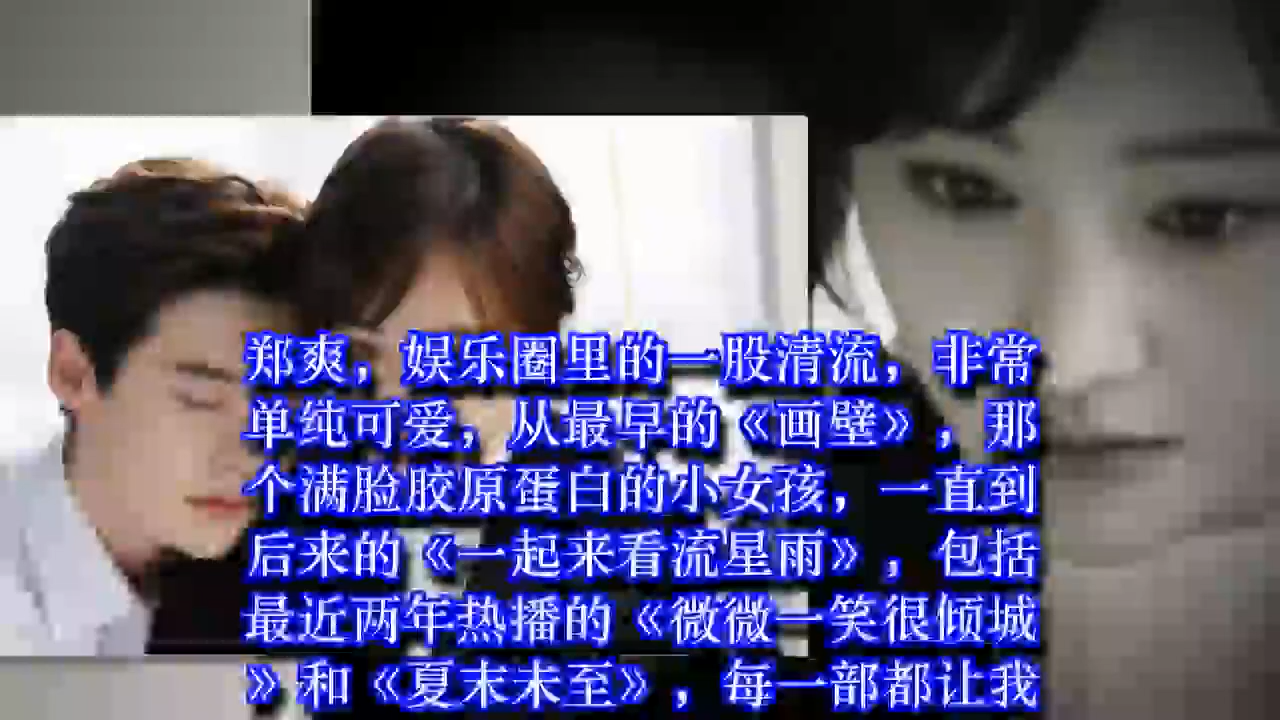 郑爽，娱乐圈里的一股清流，非常
单纯可爱，从最早的《画壁》，那
个满脸胶原蛋白的小女孩，一直到
后来的《一起来看流星雨》，包括
最近两年热播的《微微一笑很倾城
》和《夏末未至》，每一部都让我